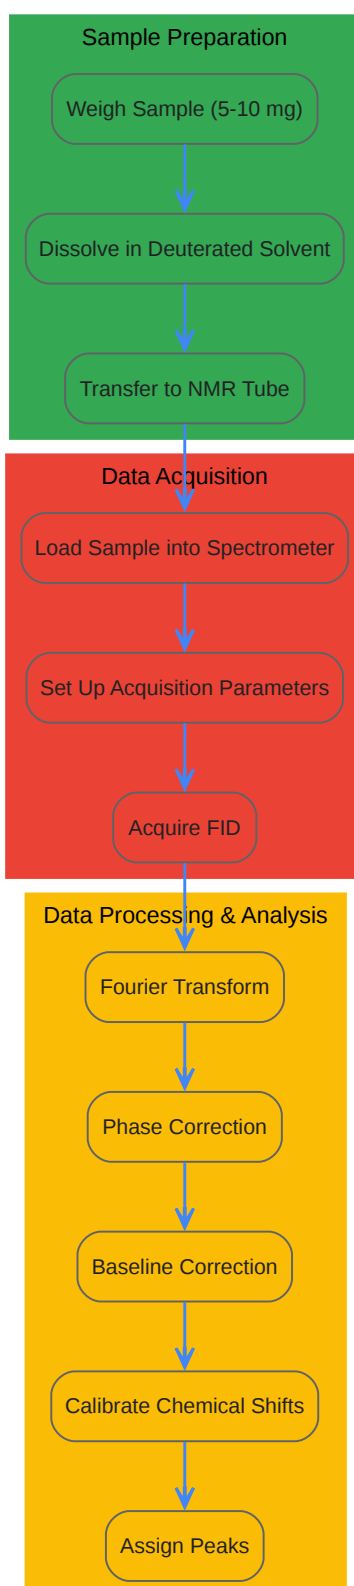 Sample Preparation
Weigh Sample (5-10 mg)
Dissolve in Deuterated Solvent
Transfer to NMR Tube
Data Acquisition
Load Sample into Spectrometer
Set Up Acquisition Parameters
Acquire FID
Data Processing & Analysis
Fourier Transform
Phase Correction
Baseline Correction
Calibrate Chemical Shifts
Assign Peaks